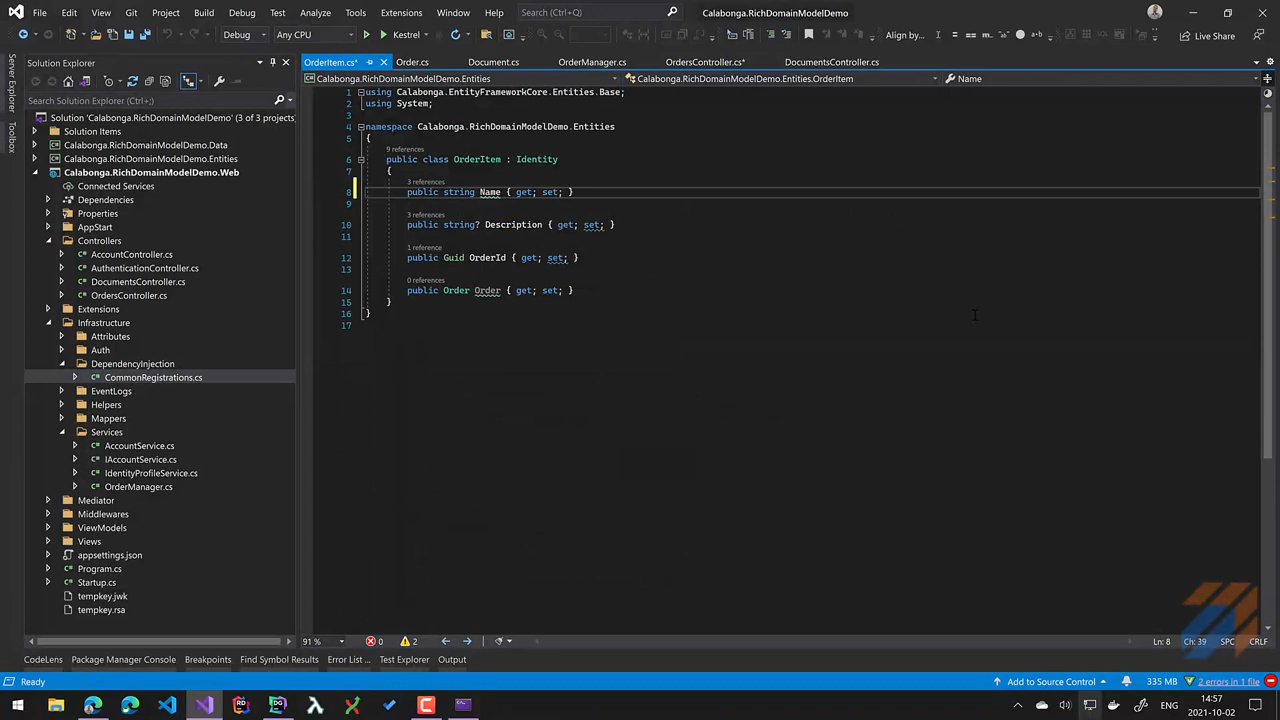 File Edit View Git Project Build Debug Test Analyze Tools Extensions Window Help Search (Ctrl+;) Calabonga.RichDomainModelDemo
Debug Any CPU Kestrel Align by... Live Share
Server Explorer Toolbox
Solution Explorer
Search Solution Explorer (Ctrl+;)
Solution 'Calabonga.RichDomainModelDemo' (3 of 3 projects)
Solution Items
Calabonga.RichDomainModelDemo.Data
Calabonga.RichDomainModelDemo.Entities
Calabonga.RichDomainModelDemo.Web
Connected Services
Dependencies
Properties
AppStart
Controllers
AccountController.cs
AuthenticationController.cs
DocumentsController.cs
OrdersController.cs
Extensions
Infrastructure
Attributes
Auth
DependencyInjection
CommonRegistrations.cs
EventLogs
Helpers
Mappers
Services
AccountService.cs
IAccountService.cs
IdentityProfileService.cs
OrderManager.cs
Mediator
Middlewares
ViewModels
Views
appsettings.json
Program.cs
Startup.cs
tempkey.jwk
tempkey.rsa
OrderItem.cs* Order.cs Document.cs OrderManager.cs OrdersController.cs* DocumentsController.cs
Calabonga.RichDomainModelDemo.Entities Calabonga.RichDomainModelDemo.Entities.OrderItem Name
1 using Calabonga.EntityFrameworkCore.Entities.Base;
2 using System;
3
4 namespace Calabonga.RichDomainModelDemo.Entities
5 {
9 references
6 public class OrderItem : Identity
7 {
3 references
8 public string Name { get; set; }
9
3 references
10 public string? Description { get; set; }
11
1 reference
12 public Guid OrderId { get; set; }
13
0 references
14 public Order Order { get; set; }
15 }
16 }
17
91 % 0 2 Ln: 8 Ch: 39 SPC CRLF
CodeLens Package Manager Console Breakpoints Find Symbol Results Error List ... Test Explorer Output
Ready Add to Source Control 335 MB 2 errors in 1 file
RD DG ENG 14:57
2021-10-02